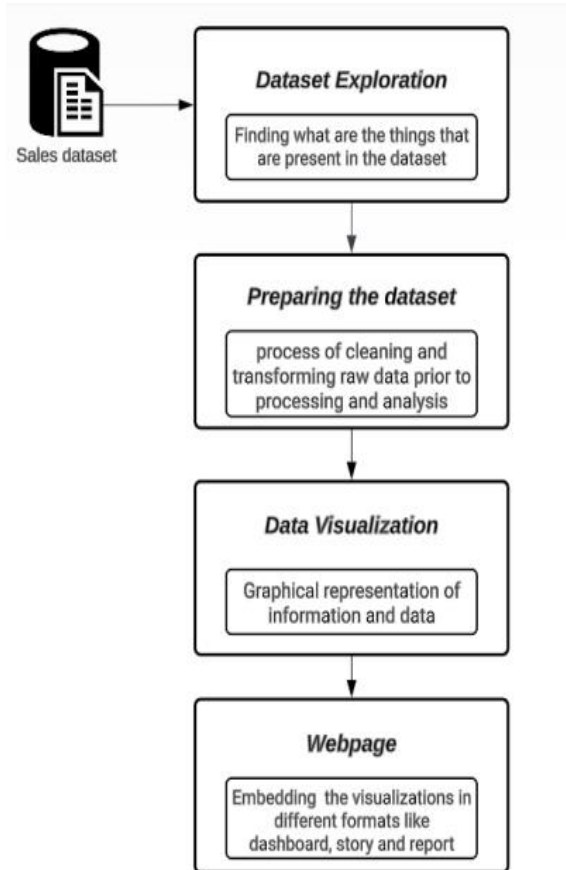 Sales dataset
Dataset Exploration
Finding what are the things that
are present in the dataset
Preparing the dataset
process of cleaning and
transforming raw data prior to
processing and analysis
Data Visualization
Graphical representation of
information and data
Webpage
Embedding the visualizations in
different formats like
dashboard, story and report